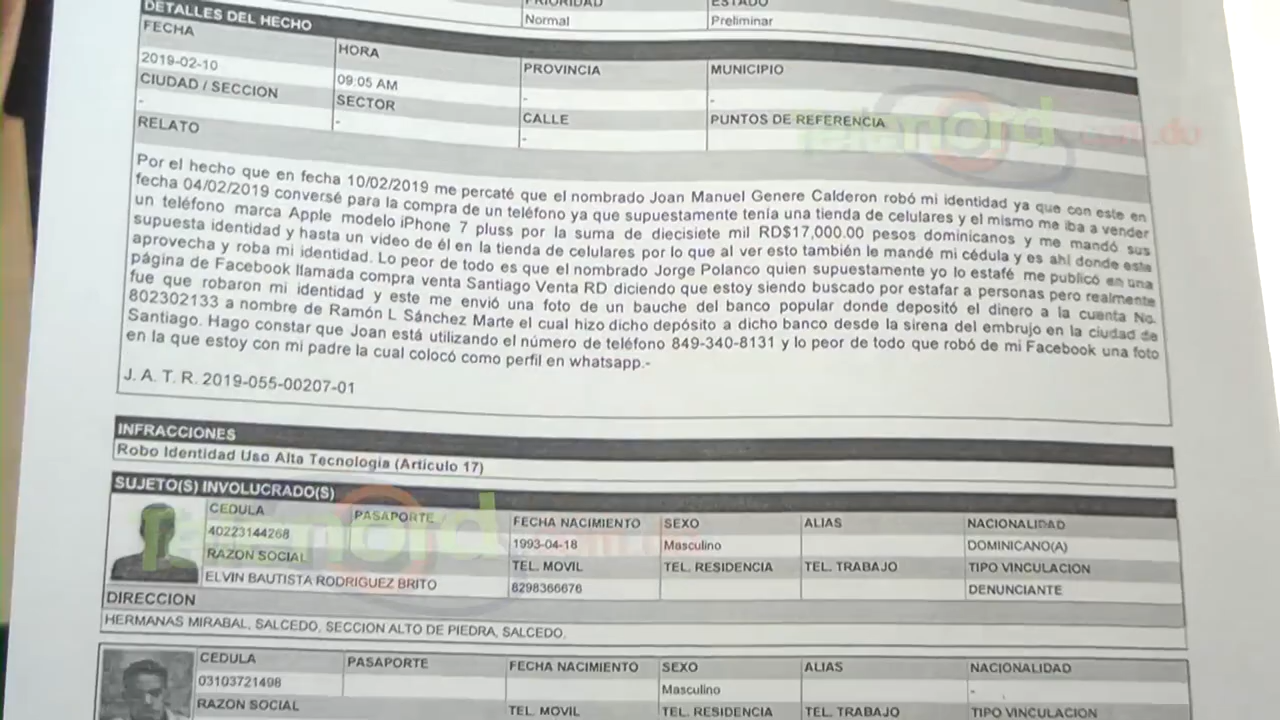 PRIORIDAD ESTADO
Normal Preliminar
DETALLES DEL HECHO
FECHA HORA PROVINCIA MUNICIPIO
2019-02-10 09:05 AM - -
CIUDAD / SECCION SECTOR CALLE PUNTOS DE REFERENCIA
- - -
RELATO
Por el hecho que en fecha 10/02/2019 me percaté que el nombrado Joan Manuel Genere Calderon robó mi identidad ya que con este en
fecha 04/02/2019 conversé para la compra de un teléfono ya que supuestamente tenía una tienda de celulares y el mismo me iba a vender
un teléfono marca Apple modelo iPhone 7 pluss por la suma de diecisiete mil RD$17,000.00 pesos dominicanos y me mandó sus
supuesta identidad y hasta un video de él en la tienda de celulares por lo que al ver esto también le mandé mi cédula y es ahí donde esta
aprovecha y roba mi identidad. Lo peor de todo es que el nombrado Jorge Polanco quien supuestamente yo lo estafé me publicó en una
página de Facebook llamada compra venta Santiago Venta RD diciendo que estoy siendo buscado por estafar a personas pero realmente
fue que robaron mi identidad y este me envió una foto de un bauche del banco popular donde depositó el dinero a la cuenta No.
802302133 a nombre de Ramón L Sánchez Marte el cual hizo dicho depósito a dicho banco desde la sirena del embrujo en la ciudad de
Santiago. Hago constar que Joan está utilizando el número de teléfono 849-340-8131 y lo peor de todo que robó de mi Facebook una foto
en la que estoy con mi padre la cual colocó como perfil en whatsapp.-
J. A. T. R. 2019-055-00207-01
INFRACCIONES
Robo Identidad Uso Alta Tecnologia (Articulo 17)
SUJETO(S) INVOLUCRADO(S)
CEDULA PASAPORTE FECHA NACIMIENTO SEXO ALIAS NACIONALIDAD
40223144268 1993-04-18 Masculino DOMINICANO(A)
RAZON SOCIAL TEL. MOVIL TEL. RESIDENCIA TEL. TRABAJO TIPO VINCULACION
ELVIN BAUTISTA RODRIGUEZ BRITO 8298366676 DENUNCIANTE
DIRECCION
HERMANAS MIRABAL, SALCEDO, SECCION ALTO DE PIEDRA, SALCEDO,
CEDULA PASAPORTE FECHA NACIMIENTO SEXO ALIAS NACIONALIDAD
03103721498 Masculino -
RAZON SOCIAL TEL. MOVIL TEL. RESIDENCIA TEL. TRABAJO TIPO VINCULACION